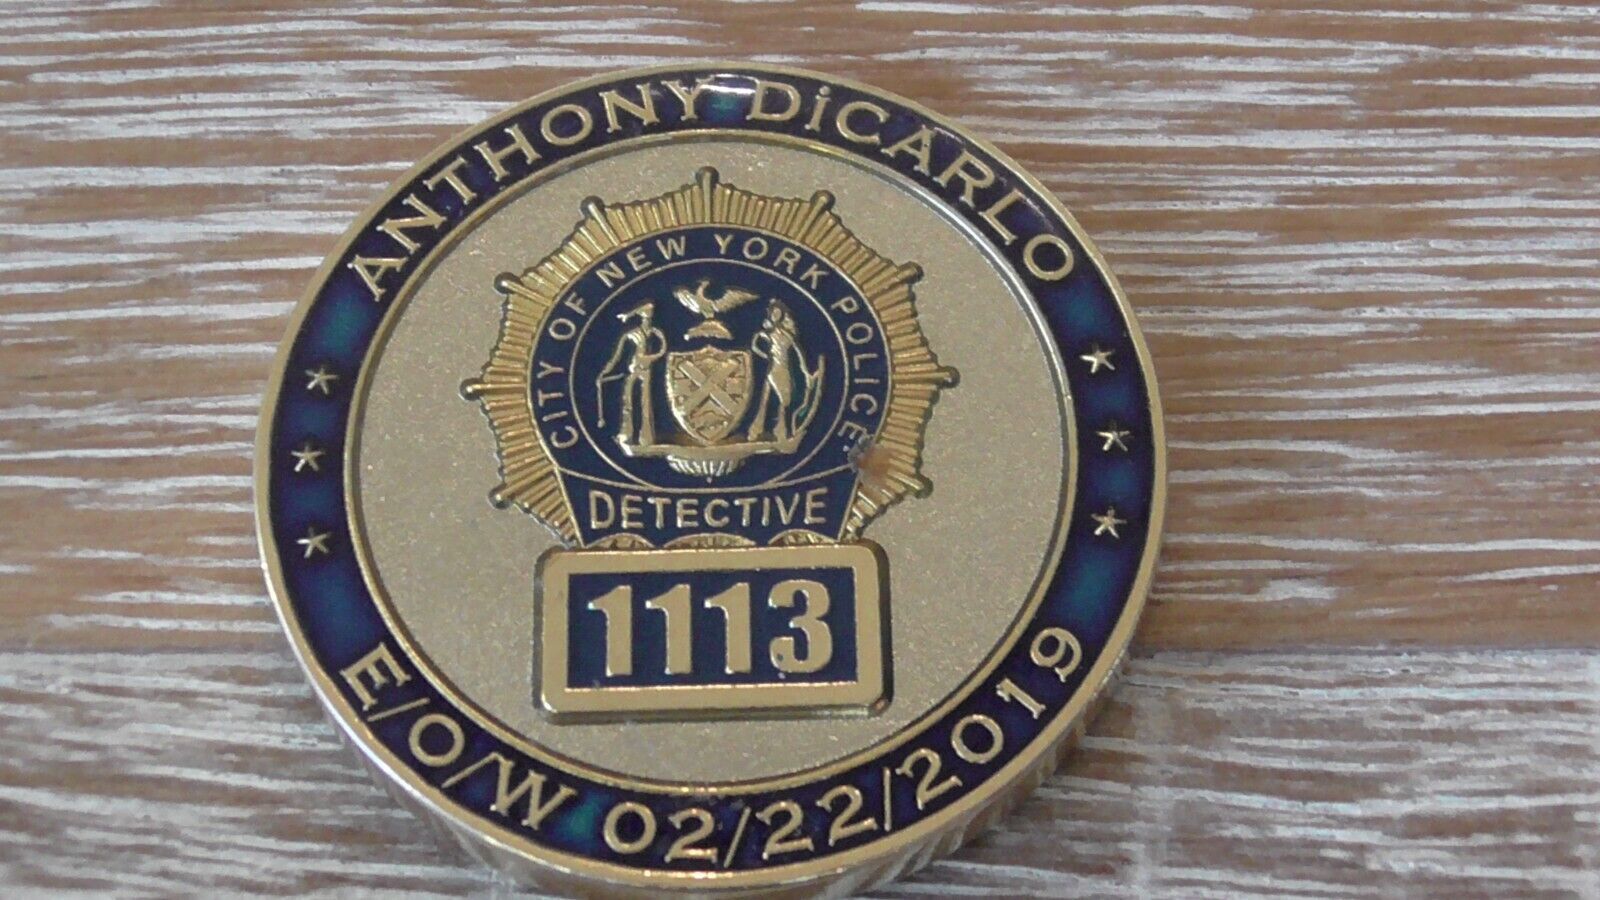 ANTHONY DiCARLO
CITY OF NEW YORK POLICE
DETECTIVE
1113
E/O/W 02/22/2019